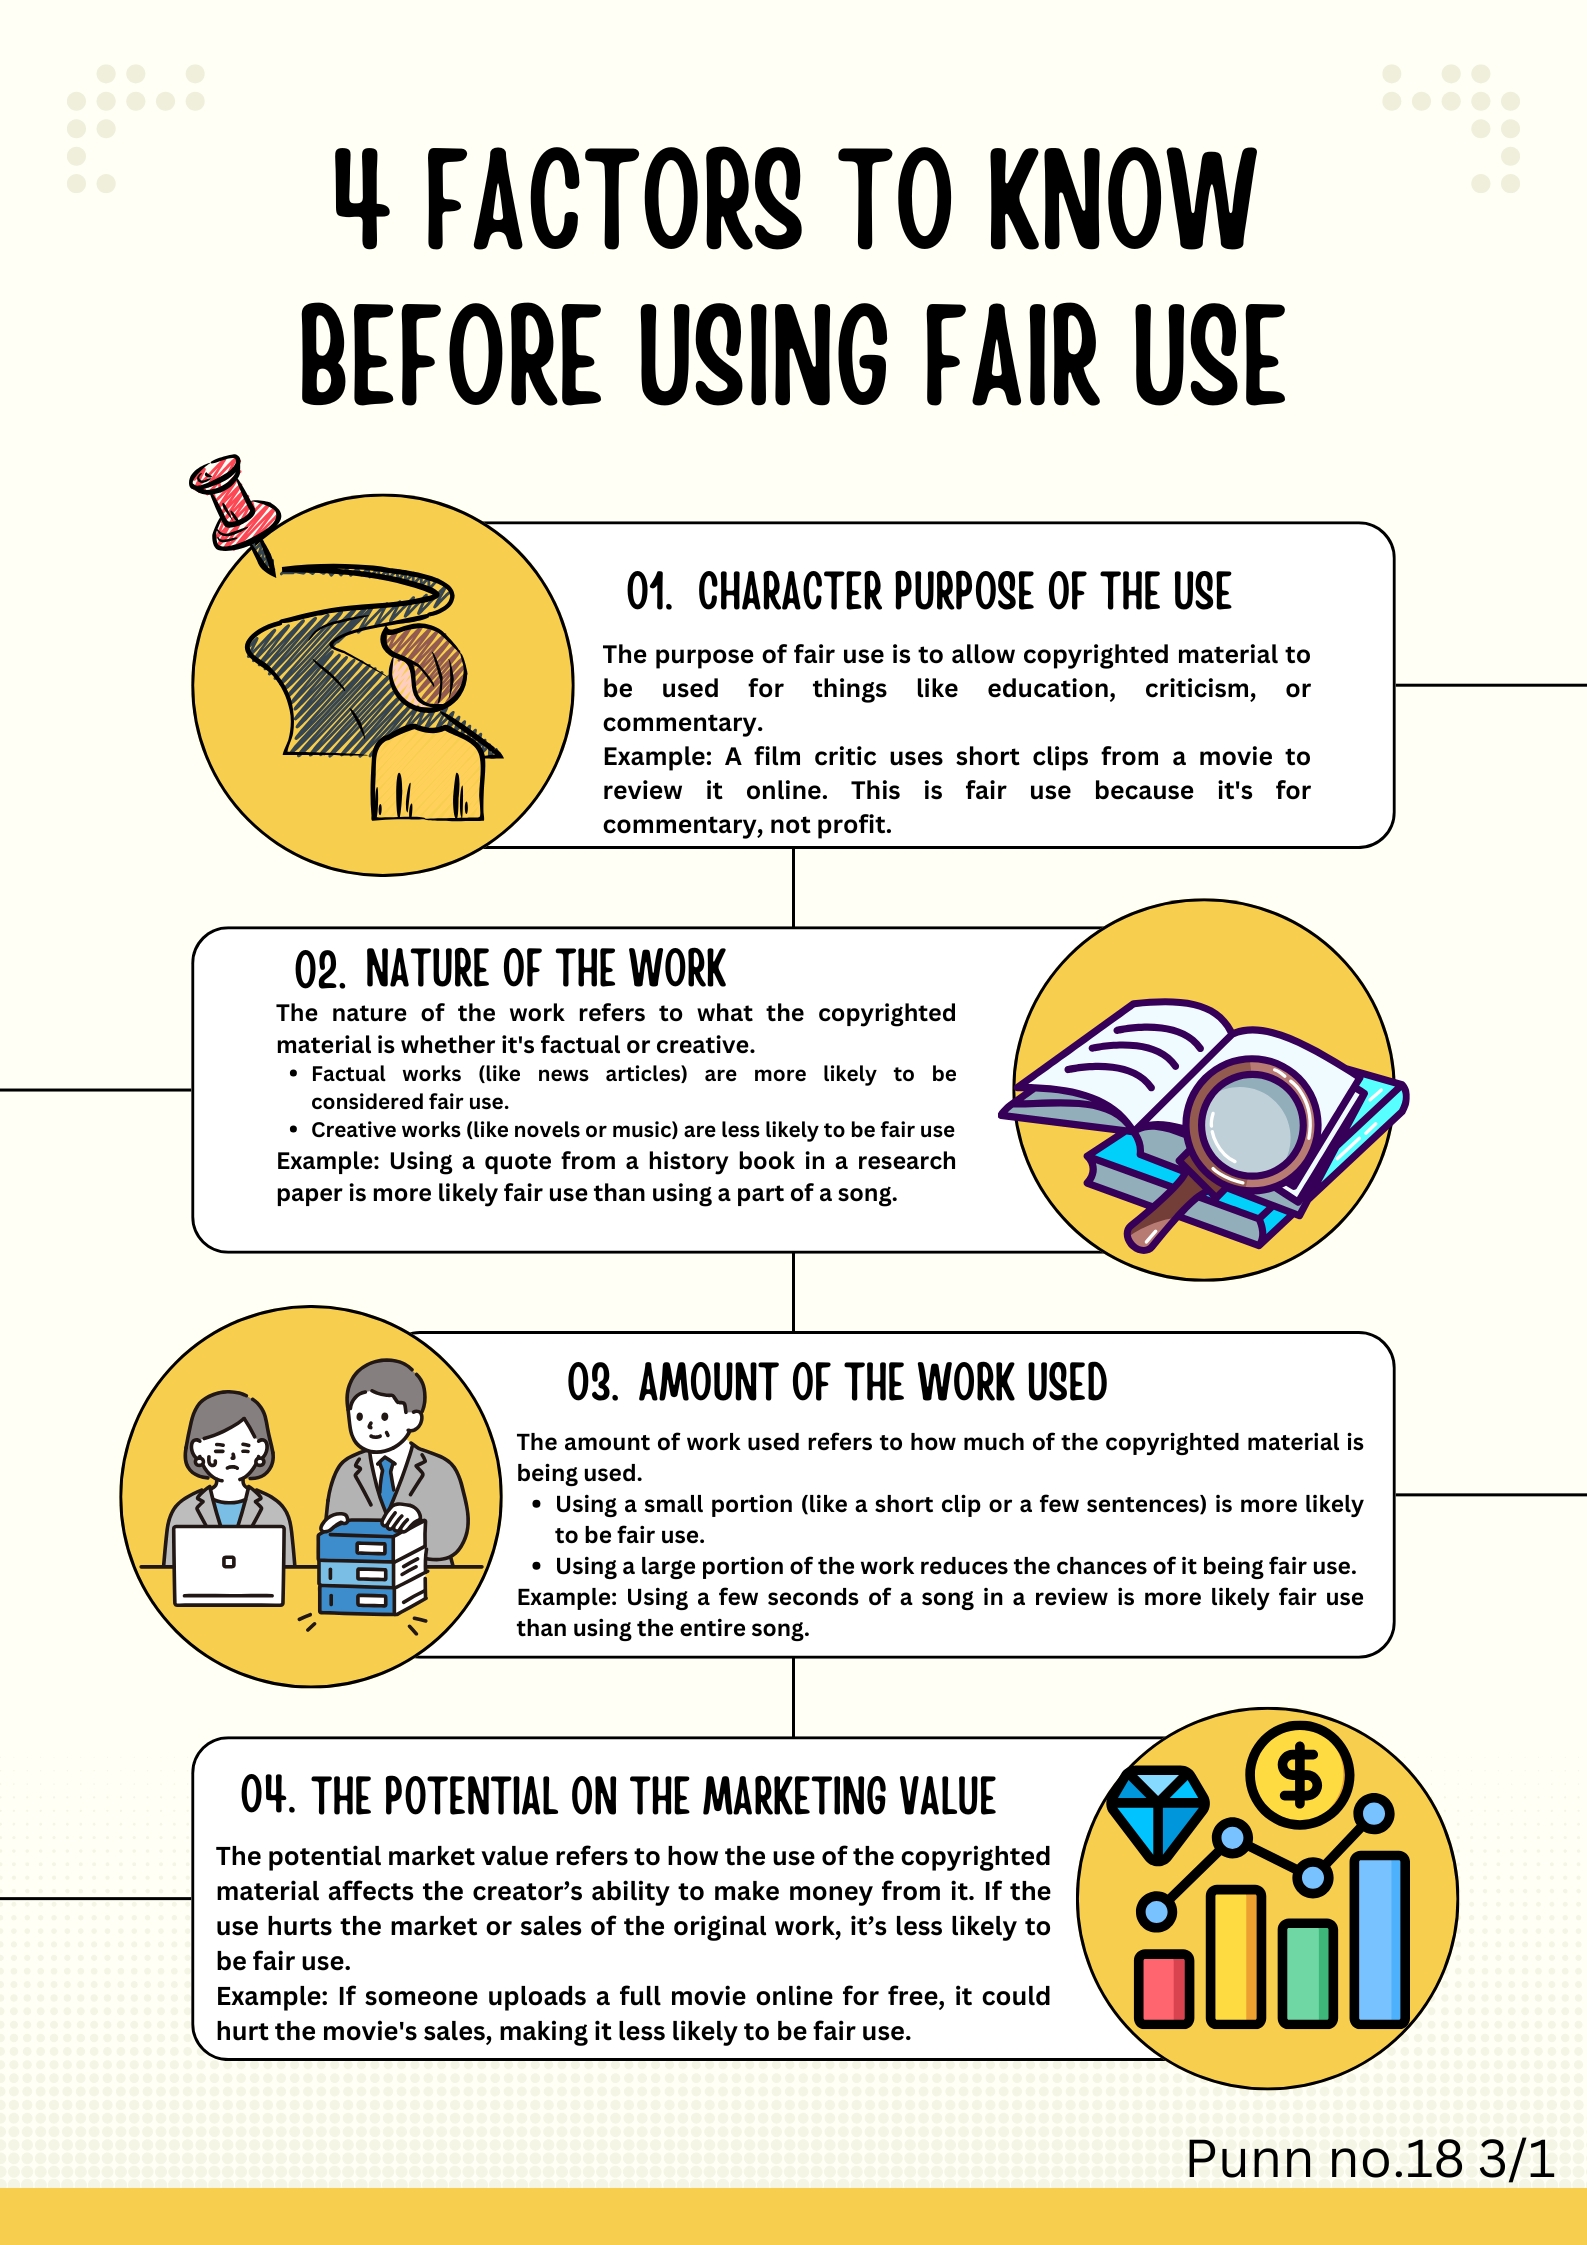 4 FACTORS TO KNOW
BEFORE USING FAIR USE
01. CHARACTER PURPOSE OF THE USE
The purpose of fair use is to allow copyrighted material to
be used for things like education, criticism, or
commentary.
Example: A film critic uses short clips from a movie to
review it online. This is fair use because it's for
commentary, not profit.
02. NATURE OF THE WORK
The nature of the work refers to what the copyrighted
material is whether it's factual or creative.
• Factual works (like news articles) are more likely to be
considered fair use.
• Creative works (like novels or music) are less likely to be fair use
Example: Using a quote from a history book in a research
paper is more likely fair use than using a part of a song.
03. AMOUNT OF THE WORK USED
The amount of work used refers to how much of the copyrighted material is
being used.
• Using a small portion (like a short clip or a few sentences) is more likely
to be fair use.
• Using a large portion of the work reduces the chances of it being fair use.
Example: Using a few seconds of a song in a review is more likely fair use
than using the entire song.
04. THE POTENTIAL ON THE MARKETING VALUE
The potential market value refers to how the use of the copyrighted
material affects the creator’s ability to make money from it. If the
use hurts the market or sales of the original work, it’s less likely to
be fair use.
Example: If someone uploads a full movie online for free, it could
hurt the movie's sales, making it less likely to be fair use.
$
Punn no.18 3/1